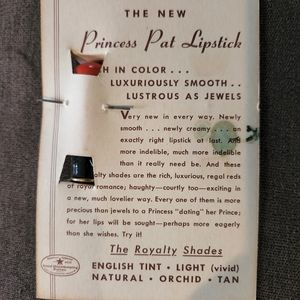 THE NEW
Princess Pat Lipstick
H IN COLOR...
LUXURIOUSLY SMOOTH..
LUSTROUS AS JEWELS
Very new in every way. Newly
smooth... newly creamy... an
exactly right lipstick at last. And
more indelible, much more indelible
than it really need be. And these
alty shades are the rich, luxurious, regal reds
of royal romance; haughty—courtly too—exciting in
a new, much lovelier way. Every one of them is more
precious than jewels to a Princess "dating" her Prince;
for her lips will be sought—perhaps more eagerly
than she wishes. Try it!
The Royalty Shades
ENGLISH TINT • LIGHT (vivid)
NATURAL • ORCHID • TAN